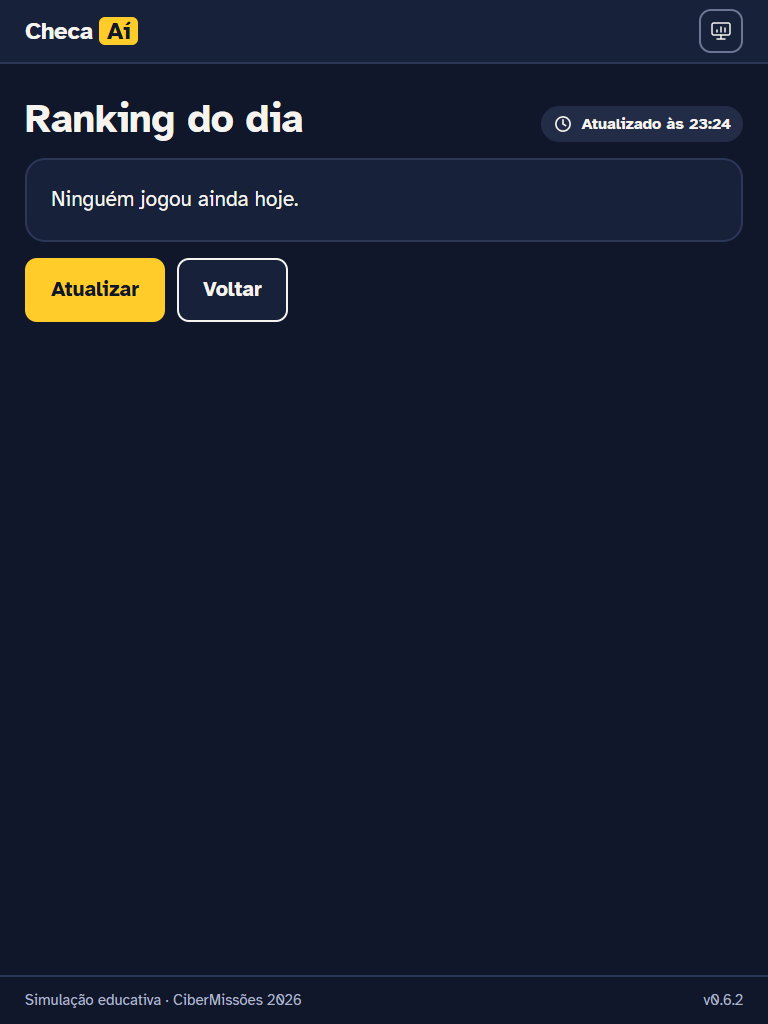 Checa Aí
Ranking do dia
Atualizado às 23:24
Ninguém jogou ainda hoje.
Atualizar
Voltar
Simulação educativa · CiberMissões 2026
v0.6.2